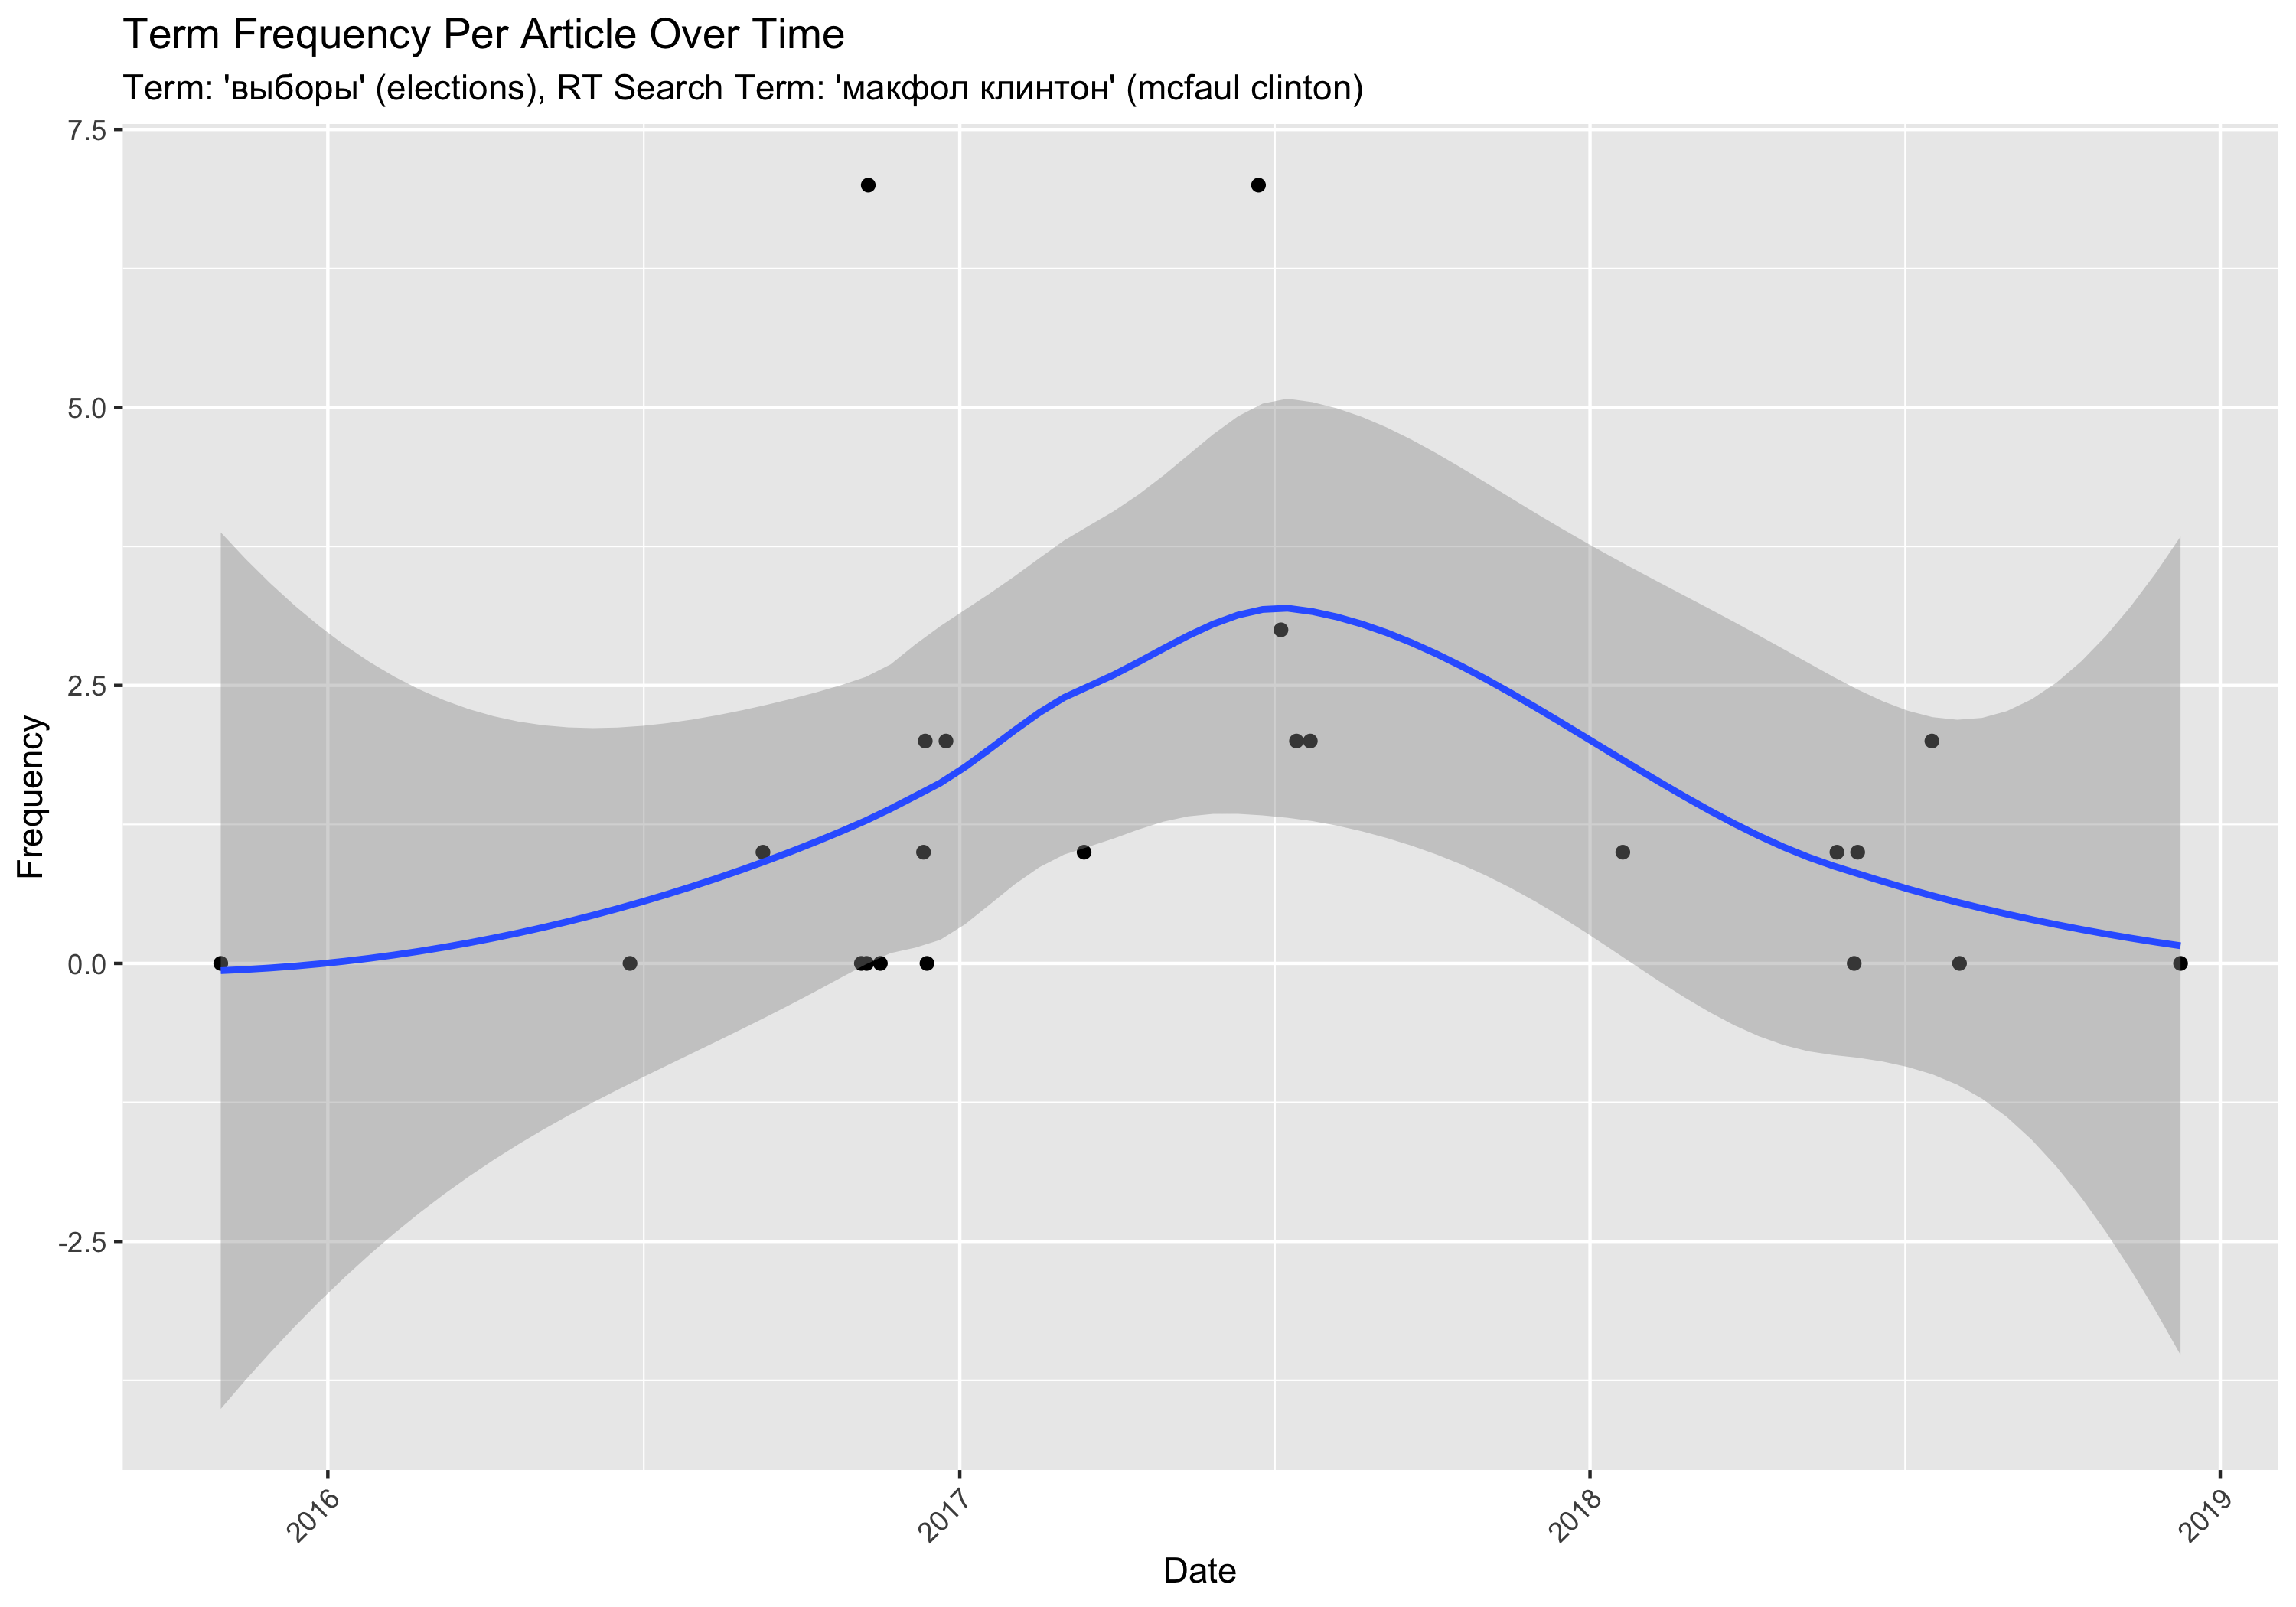 Term Frequency Per Article Over Time
Term: 'выборы' (elections), RT Search Term: 'макфол клинтон' (mcfaul clinton)
7.5
5.0
2.5
0.0
-2.5
Frequency
2016
2017
2018
2019
Date